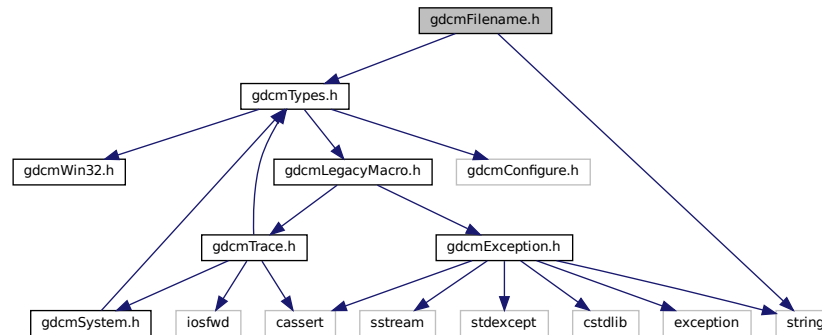 gdcmFilename.h
gdcmTypes.h
gdcmWin32.h
gdcmLegacyMacro.h
gdcmConfigure.h
gdcmTrace.h
gdcmException.h
gdcmSystem.h
iosfwd
cassert
sstream
stdexcept
cstdlib
exception
string